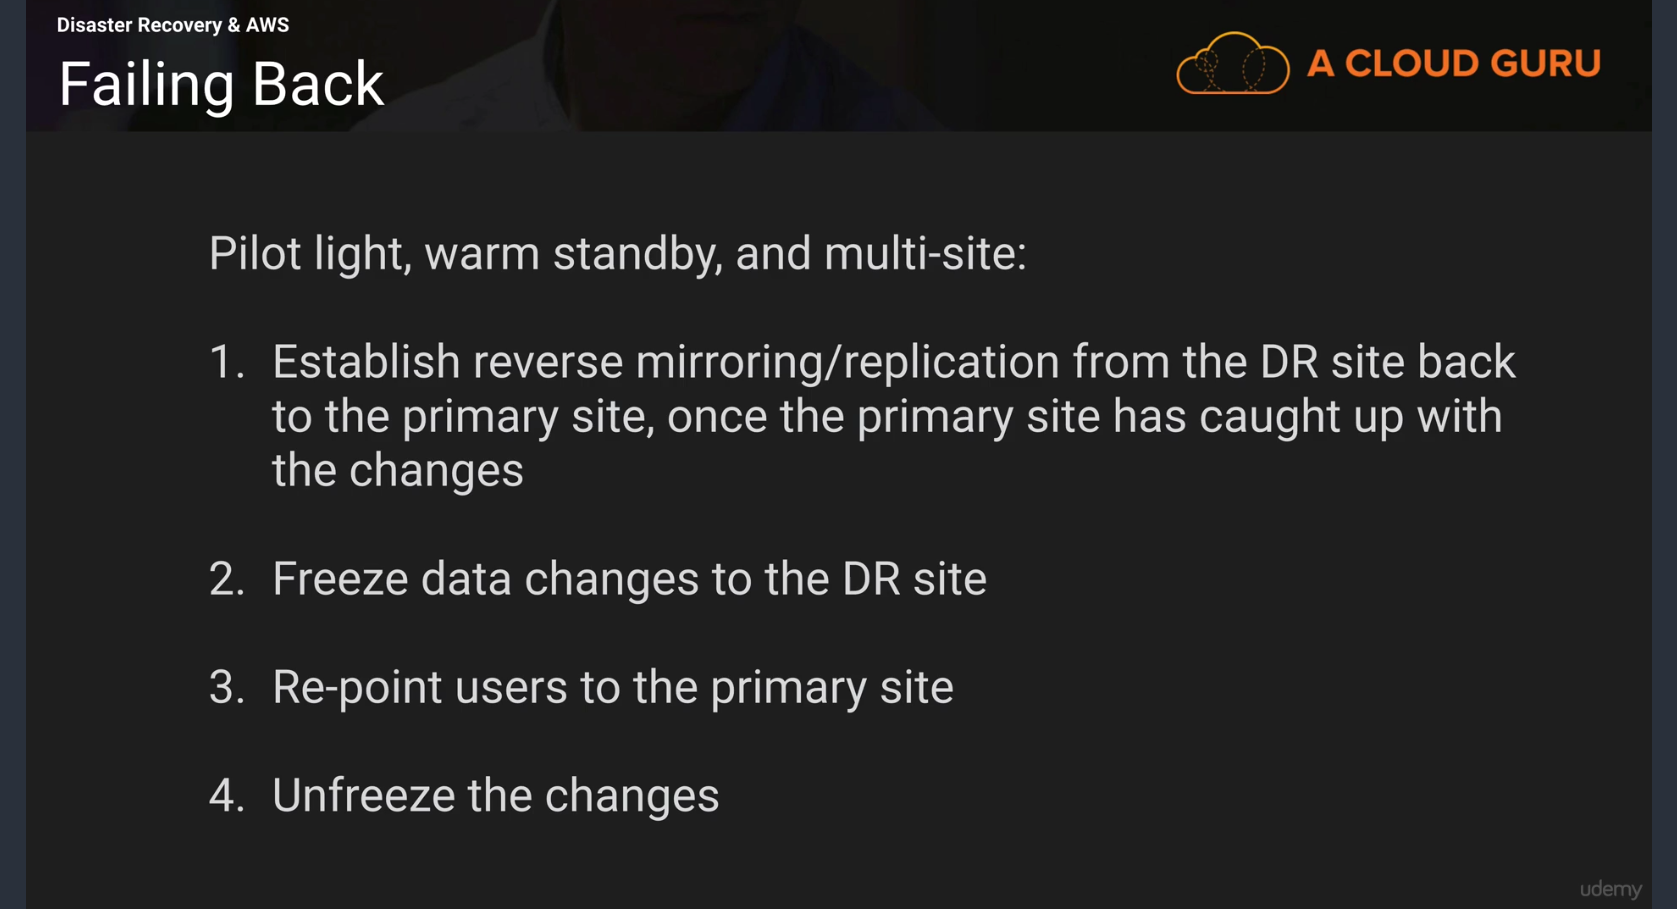 Disaster Recovery & AWS
Failing Back
A CLOUD GURU
Pilot light, warm standby, and multi-site:
1. Establish reverse mirroring/replication from the DR site back
to the primary site, once the primary site has caught up with
the changes
2. Freeze data changes to the DR site
3. Re-point users to the primary site
4. Unfreeze the changes
udemy